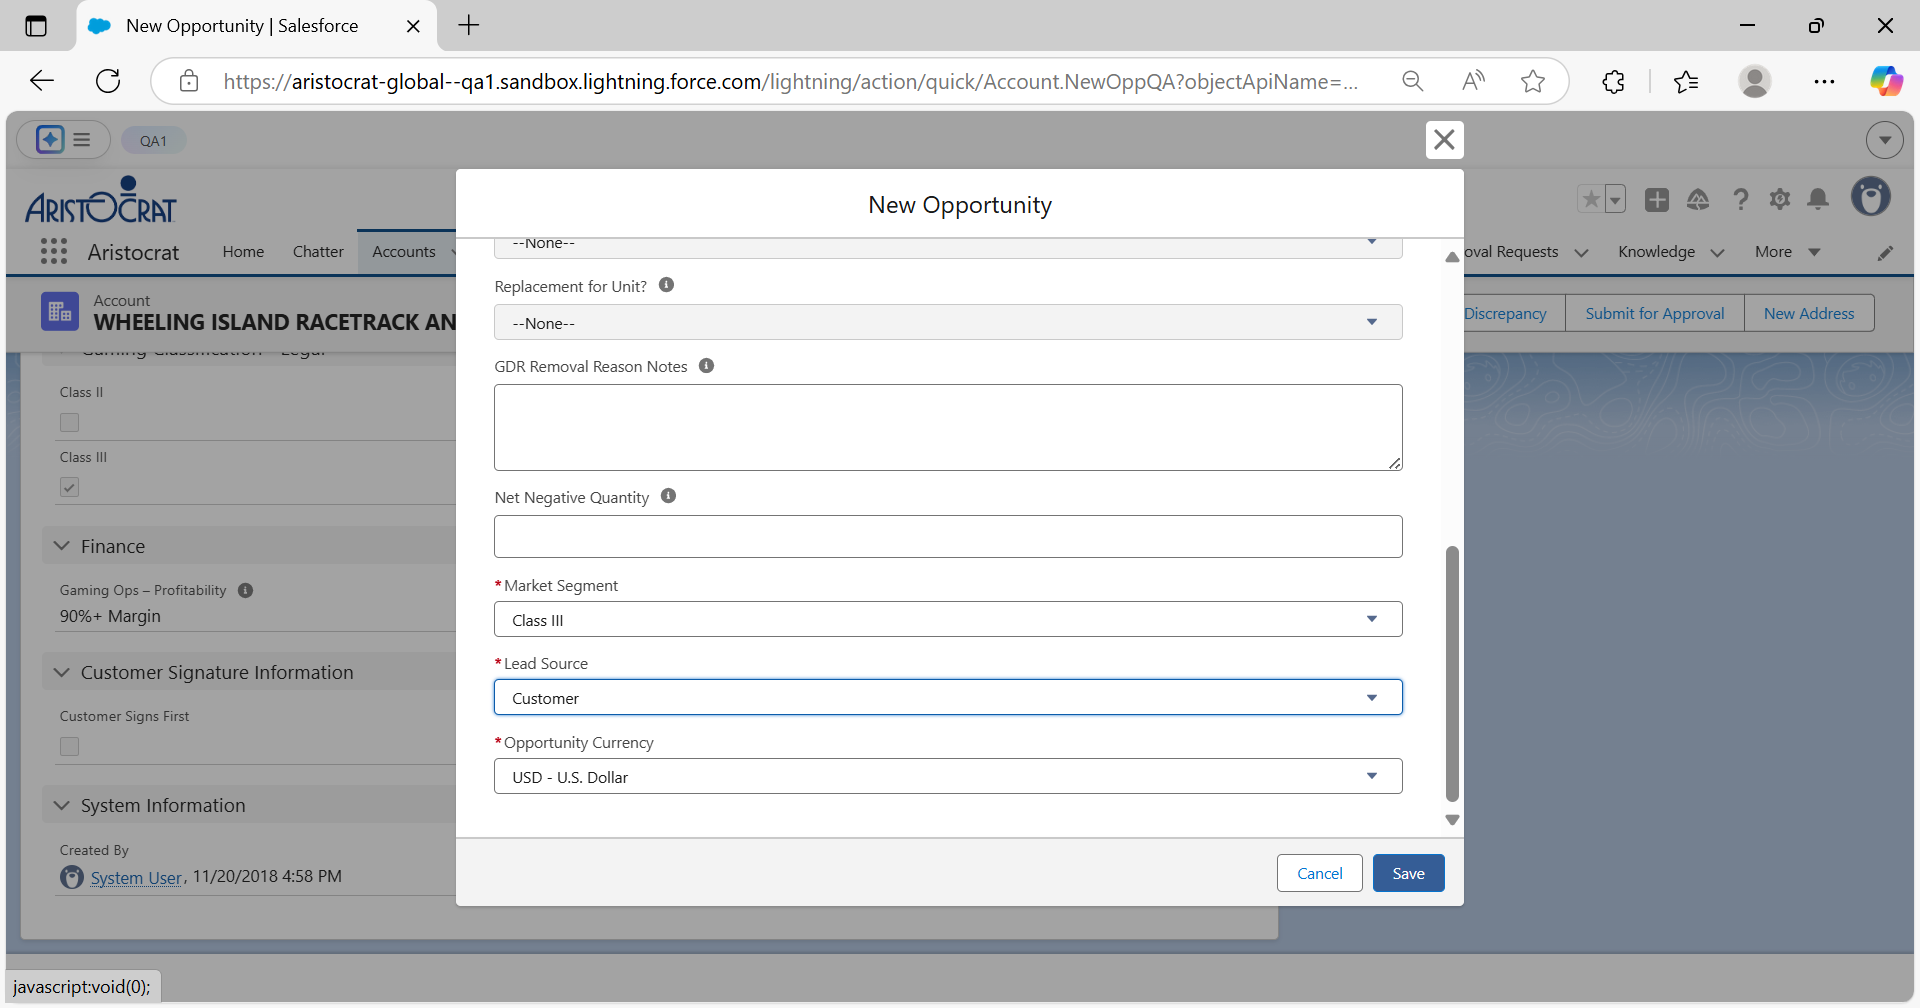 New Opportunity | Salesforce
https://aristocrat-global--qa1.sandbox.lightning.force.com/lightning/action/quick/Account.NewOppQA?objectApiName=...
QA1
ARISTOCRAT
Aristocrat
Home
Chatter
Accounts
oval Requests
Knowledge
More
Account
WHEELING ISLAND RACETRACK AN
Discrepancy
Submit for Approval
New Address
Gaming Classification - Legal
Class II
Class III
Finance
Gaming Ops – Profitability
90%+ Margin
Customer Signature Information
Customer Signs First
System Information
Created By
System User, 11/20/2018 4:58 PM
New Opportunity
--None--
Replacement for Unit?
--None--
GDR Removal Reason Notes
Net Negative Quantity
*Market Segment
Class III
*Lead Source
Customer
*Opportunity Currency
USD - U.S. Dollar
Cancel
Save
javascript:void(0);